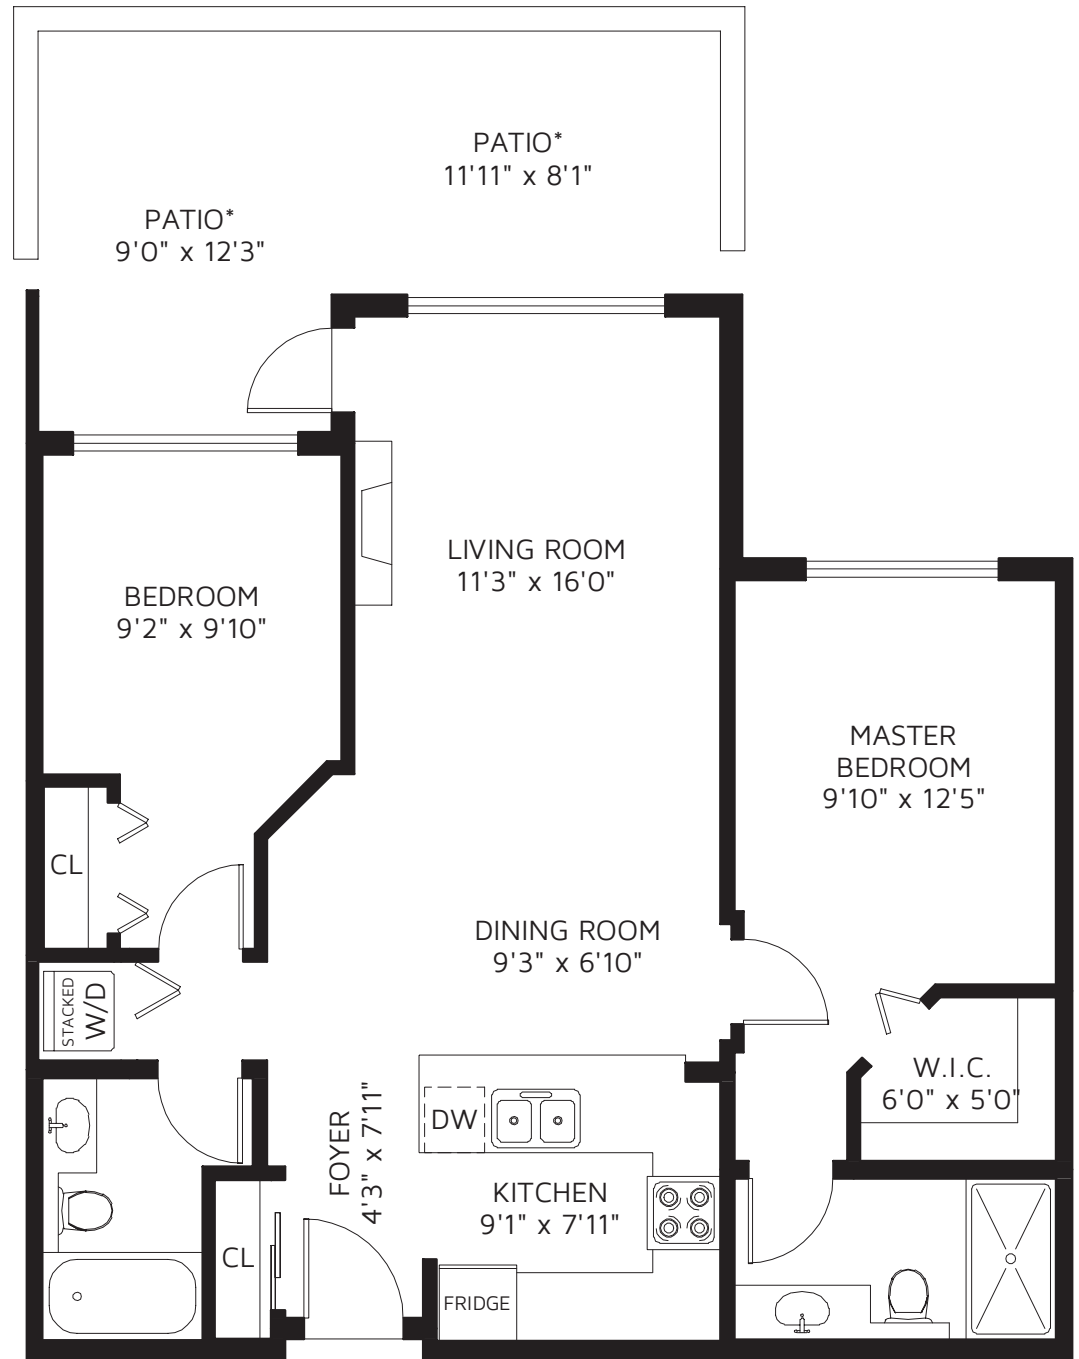 PATIO*
11'11" x 8'1"
PATIO*
9'0" x 12'3"
LIVING ROOM
11'3" x 16'0"
BEDROOM
9'2" x 9'10"
MASTER
BEDROOM
9'10" x 12'5"
CL
DINING ROOM
9'3" x 6'10"
STACKED
W/D
W.I.C.
6'0" x 5'0"
DW
FOYER
4'3" x 7'11"
KITCHEN
9'1" x 7'11"
CL
FRIDGE